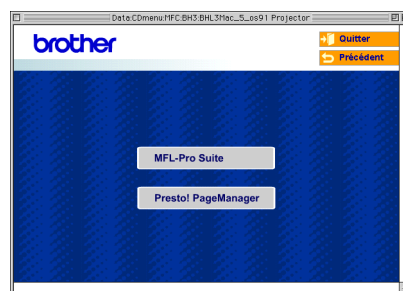 Data:CDmenu:MFC:BH3:BHL3Mac_5_os91 Projector
brother
Quitter
Précédent
MFL-Pro Suite
Presto! PageManager